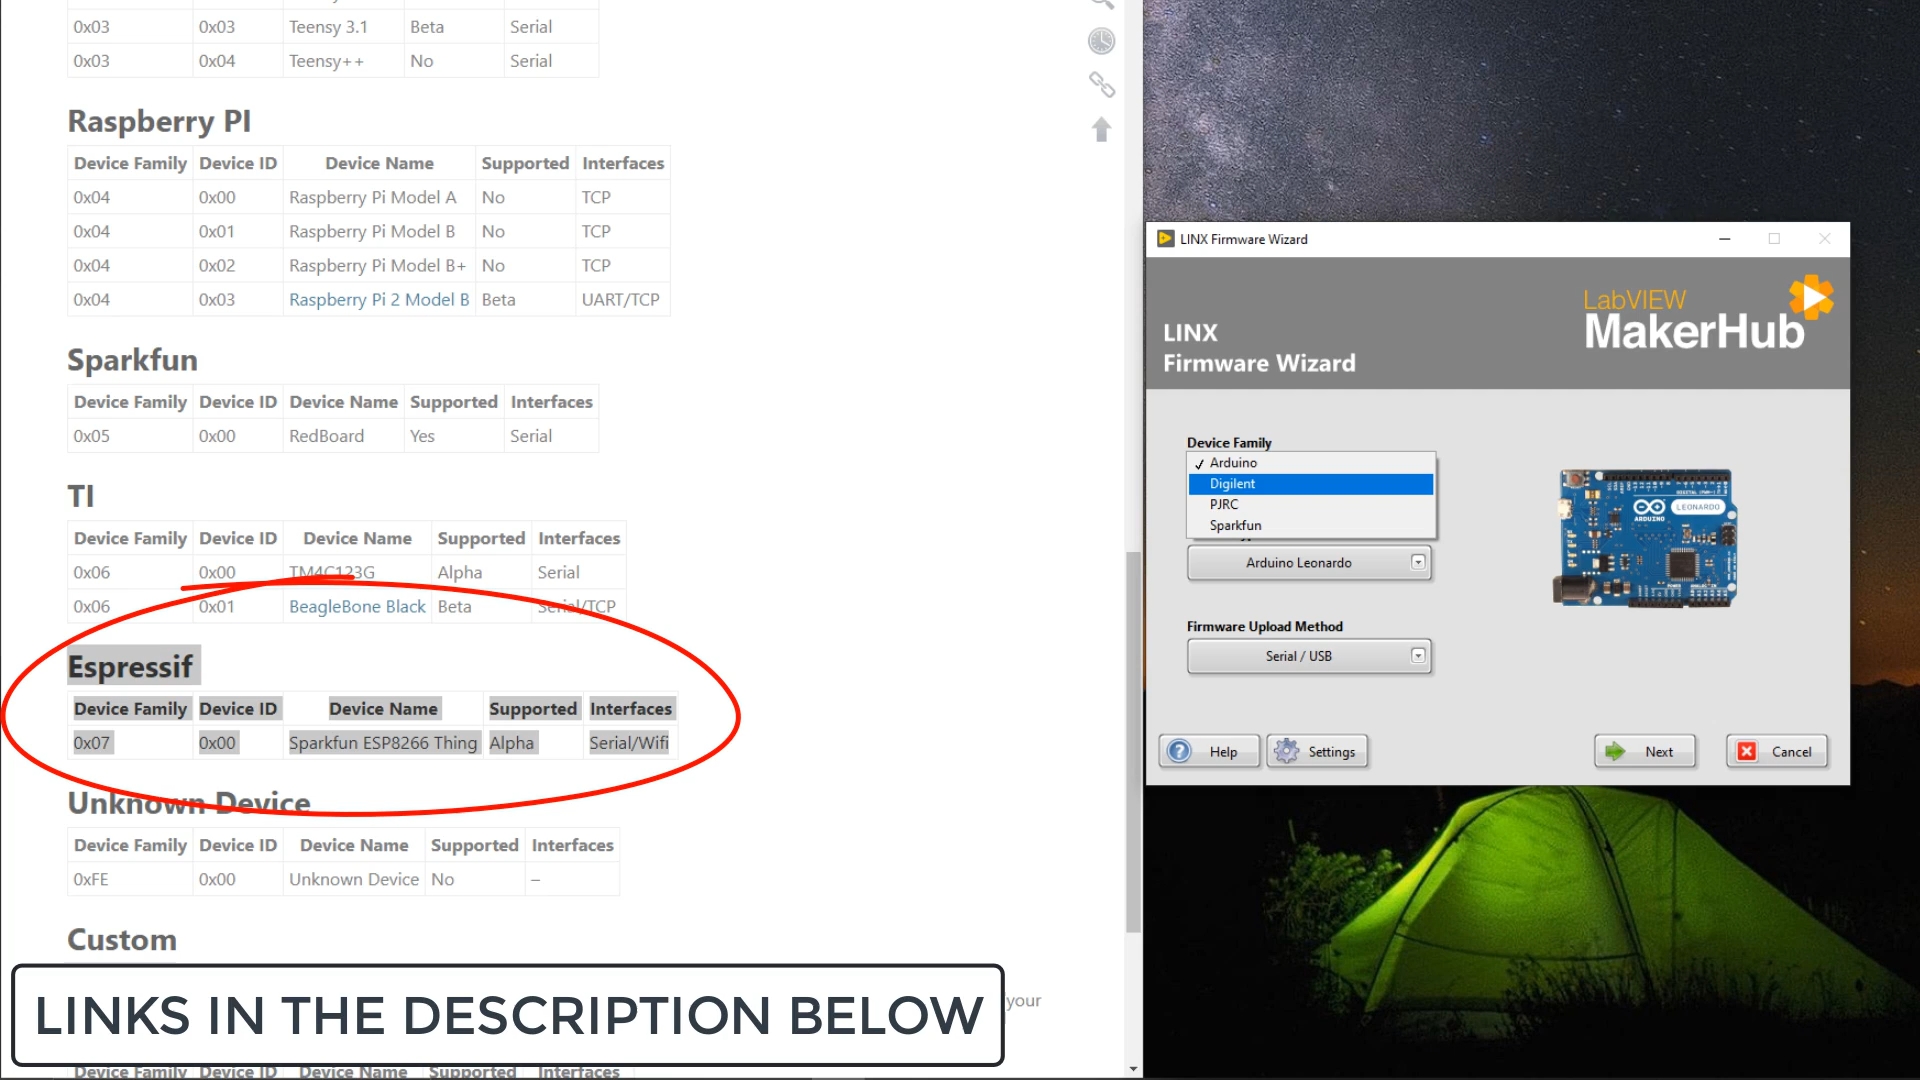 0x03 0x03 Teensy 3.1 Beta Serial
0x03 0x04 Teensy++ No Serial
Raspberry PI
Device Family Device ID Device Name Supported Interfaces
0x04 0x00 Raspberry Pi Model A No TCP
0x04 0x01 Raspberry Pi Model B No TCP
0x04 0x02 Raspberry Pi Model B+ No TCP
0x04 0x03 Raspberry Pi 2 Model B Beta UART/TCP
Sparkfun
Device Family Device ID Device Name Supported Interfaces
0x05 0x00 RedBoard Yes Serial
TI
Device Family Device ID Device Name Supported Interfaces
0x06 0x00 TM4C123G Alpha Serial
0x06 0x01 BeagleBone Black Beta Serial/TCP
Espressif
Device Family Device ID Device Name Supported Interfaces
0x07 0x00 Sparkfun ESP8266 Thing Alpha Serial/Wifi
Unknown Device
Device Family Device ID Device Name Supported Interfaces
0xFE 0x00 Unknown Device No –
Custom
your
LINKS IN THE DESCRIPTION BELOW
Device Family Device ID Device Name Supported Interfaces
LINX Firmware Wizard
LINX
Firmware Wizard
LabVIEW
MakerHub
Device Family
✓ Arduino
Digilent
PJRC
Sparkfun
Arduino Leonardo
Firmware Upload Method
Serial / USB
Help Settings Next Cancel
ARDUINO
LEONARDO